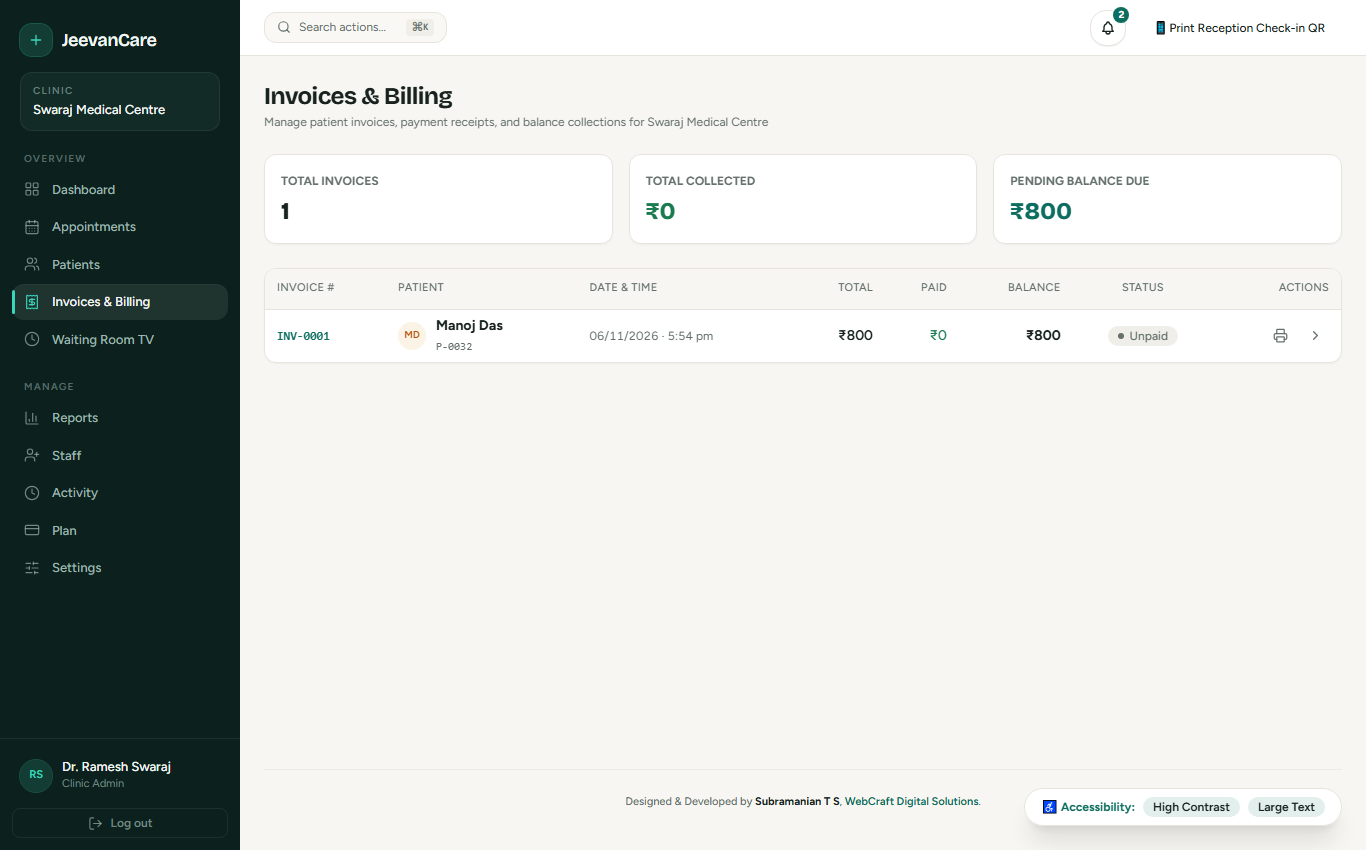 JeevanCare
CLINIC
Swaraj Medical Centre
OVERVIEW
Dashboard
Appointments
Patients
Invoices & Billing
Waiting Room TV
MANAGE
Reports
Staff
Activity
Plan
Settings
RS
Dr. Ramesh Swaraj
Clinic Admin
Log out
Search actions... ⌘K
2
Print Reception Check-in QR
Invoices & Billing
Manage patient invoices, payment receipts, and balance collections for Swaraj Medical Centre
TOTAL INVOICES
1
TOTAL COLLECTED
₹0
PENDING BALANCE DUE
₹800
INVOICE # PATIENT DATE & TIME TOTAL PAID BALANCE STATUS ACTIONS
INV-0001 MD Manoj Das 06/11/2026 · 5:54 pm ₹800 ₹0 ₹800 Unpaid
P-0032
Designed & Developed by Subramanian T S, WebCraft Digital Solutions.
Accessibility: High Contrast Large Text